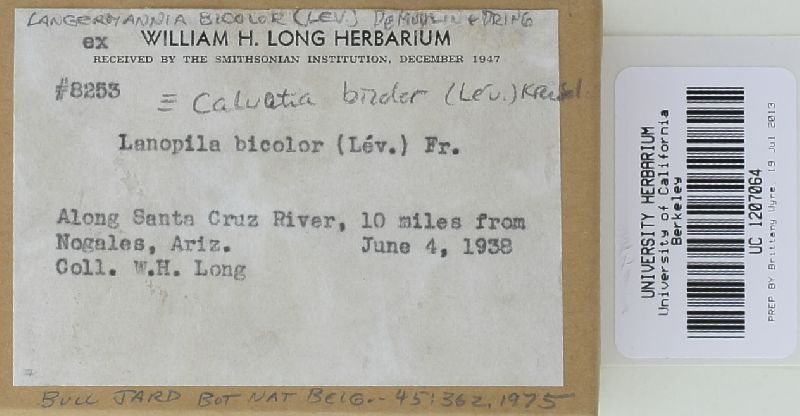 LANGERMANNIA BICOLOR (LEV.) DEMOULIN & DRING
ex WILLIAM H. LONG HERBARIUM
RECEIVED BY THE SMITHSONIAN INSTITUTION, DECEMBER 1947
#8253
≡ Calvatia bicolor (Lév.) Kreisel
Lanopila bicolor (Lév.) Fr.
Along Santa Cruz River, 10 miles from
Nogales, Ariz. June 4, 1938
Coll. W.H. Long
BULL JARD BOT NAT BELG.- 45:362, 1975
UNIVERSITY HERBARIUM
University of California
Berkeley
UC 1207064
PREP BY Brittany Uyre: 19 Jul 2013